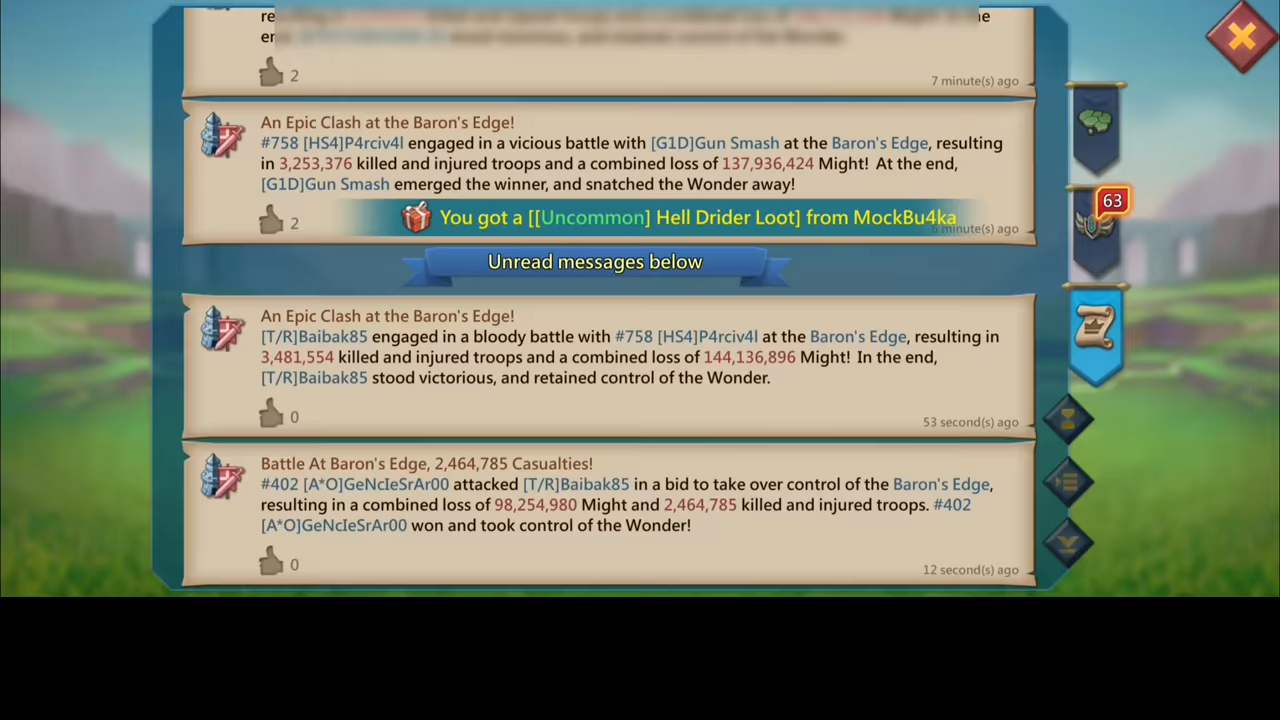 re
he
er
2
7 minute(s) ago
An Epic Clash at the Baron's Edge!
#758 [HS4]P4rciv4l engaged in a vicious battle with [G1D]Gun Smash at the Baron's Edge, resulting
in 3,253,376 killed and injured troops and a combined loss of 137,936,424 Might! At the end,
[G1D]Gun Smash emerged the winner, and snatched the Wonder away!
You got a [[Uncommon] Hell Drider Loot] from MockBu4ka
2
minute(s) ago
63
Unread messages below
An Epic Clash at the Baron's Edge!
[T/R]Baibak85 engaged in a bloody battle with #758 [HS4]P4rciv4l at the Baron's Edge, resulting in
3,481,554 killed and injured troops and a combined loss of 144,136,896 Might! In the end,
[T/R]Baibak85 stood victorious, and retained control of the Wonder.
0
53 second(s) ago
Battle At Baron's Edge, 2,464,785 Casualties!
#402 [A*O]GeNcIeSrAr00 attacked [T/R]Baibak85 in a bid to take over control of the Baron's Edge,
resulting in a combined loss of 98,254,980 Might and 2,464,785 killed and injured troops. #402
[A*O]GeNcIeSrAr00 won and took control of the Wonder!
0
12 second(s) ago